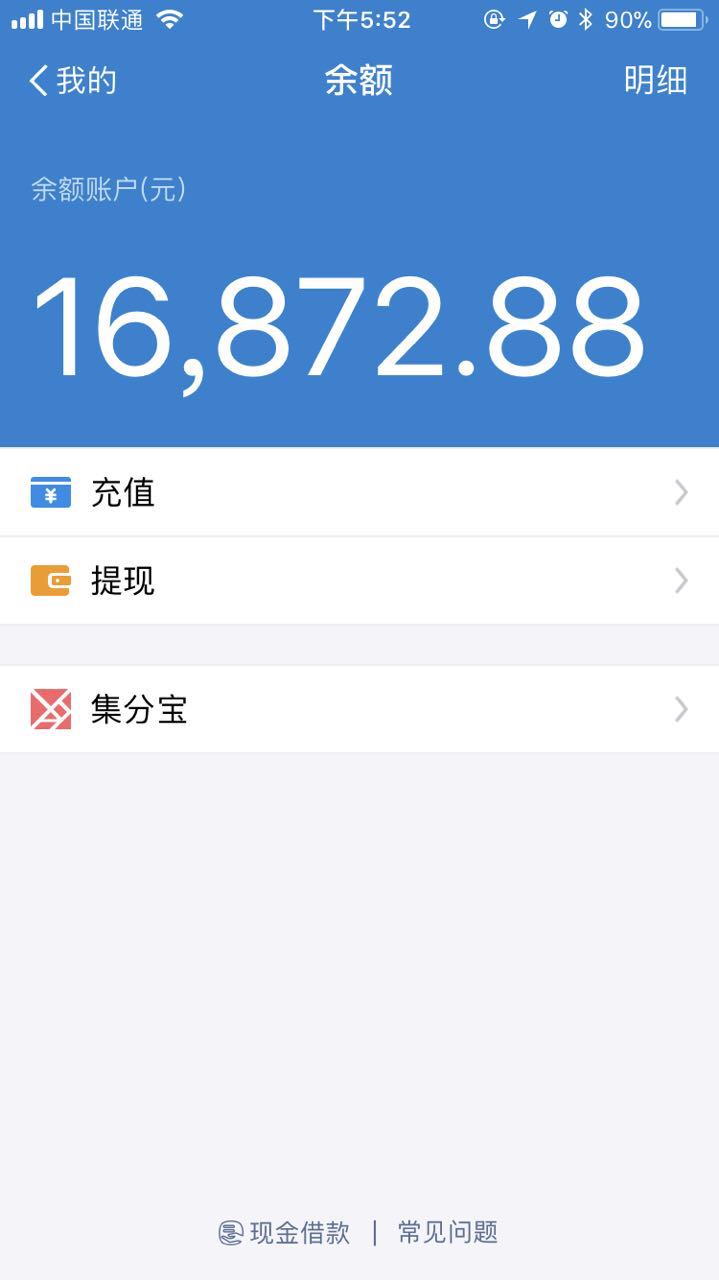 中国联通 下午5:52 90%
我的 余额 明细
余额账户(元)
16,872.88
¥ 充值
提现
集分宝
现金借款 | 常见问题